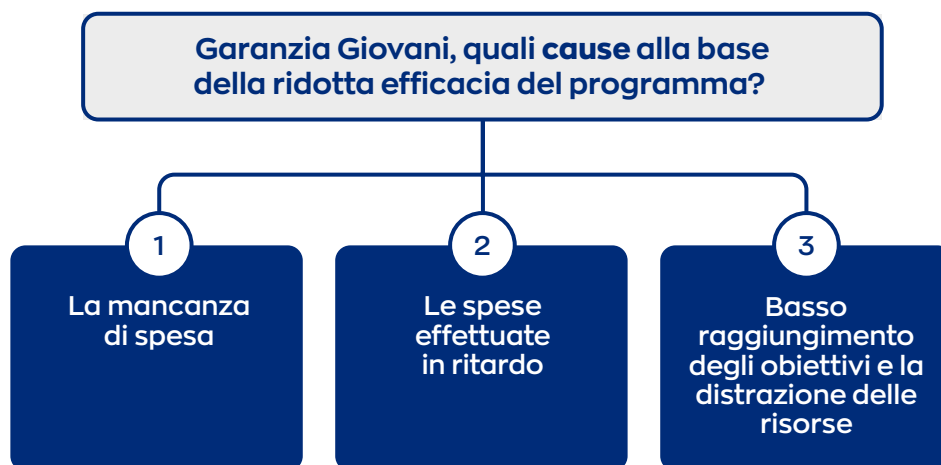 Garanzia Giovani, quali cause alla base
della ridotta efficacia del programma?
1
La mancanza
di spesa
2
Le spese
effettuate
in ritardo
3
Basso
raggiungimento
degli obiettivi e la
distrazione delle
risorse